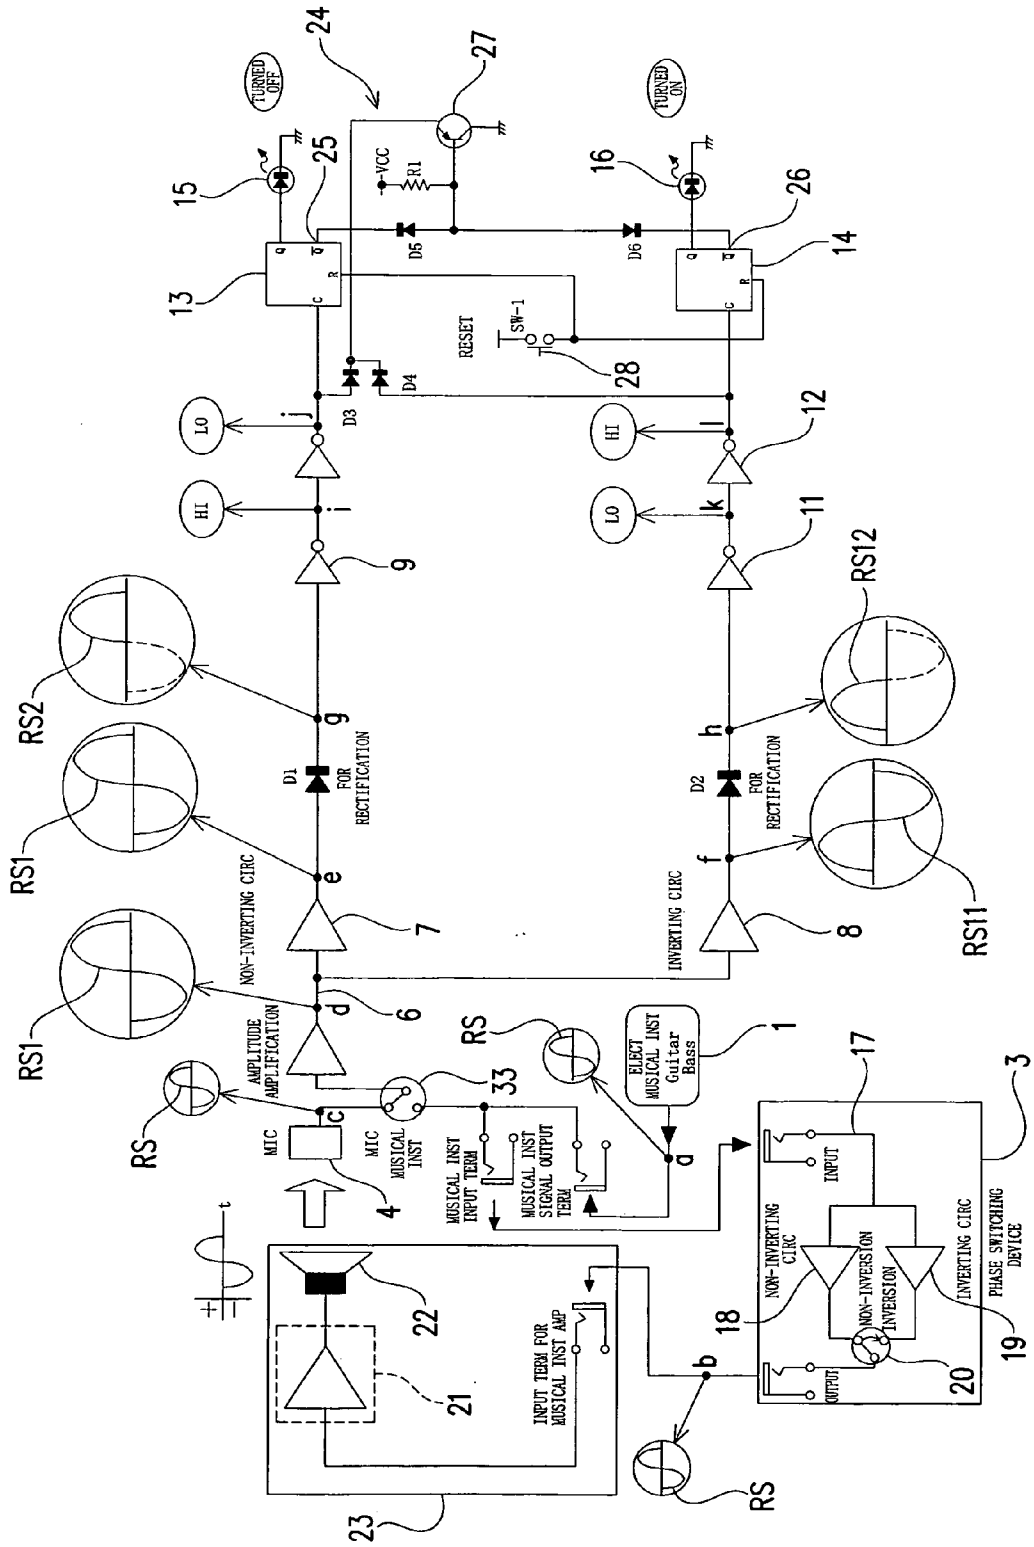 24
27
TURNED
OFF
TURNED
ON
15
25
16
26
14
13
Q
Q
R
C
Q
Q
R
C
-VCC
R1
D5
D6
RESET
SW-1
28
D3
D4
LO
j
HI
i
HI
l
LO
k
12
11
9
RS2
g
RS1
e
RS1
d
D1
FOR
RECTIFICATION
D2
FOR
RECTIFICATION
h
RS12
f
RS11
NON-INVERTING CIRC
7
INVERTING CIRC
8
6
AMPLITUDE
AMPLIFICATION
RS
c
33
MIC
MIC
MUSICAL
INST
4
MUSICAL INST
INPUT TERM
MUSICAL INST
SIGNAL OUTPUT
TERM
RS
a
ELECT
MUSICAL INST
Guitar
Bass
1
t
+
−
22
21
23
INPUT TERM FOR
MUSICAL INST AMP
b
RS
3
17
INPUT
NON-INVERTING
CIRC
18
NON-INVERSION
INVERSION
INVERTING CIRC
19
20
OUTPUT
PHASE SWITCHING
DEVICE